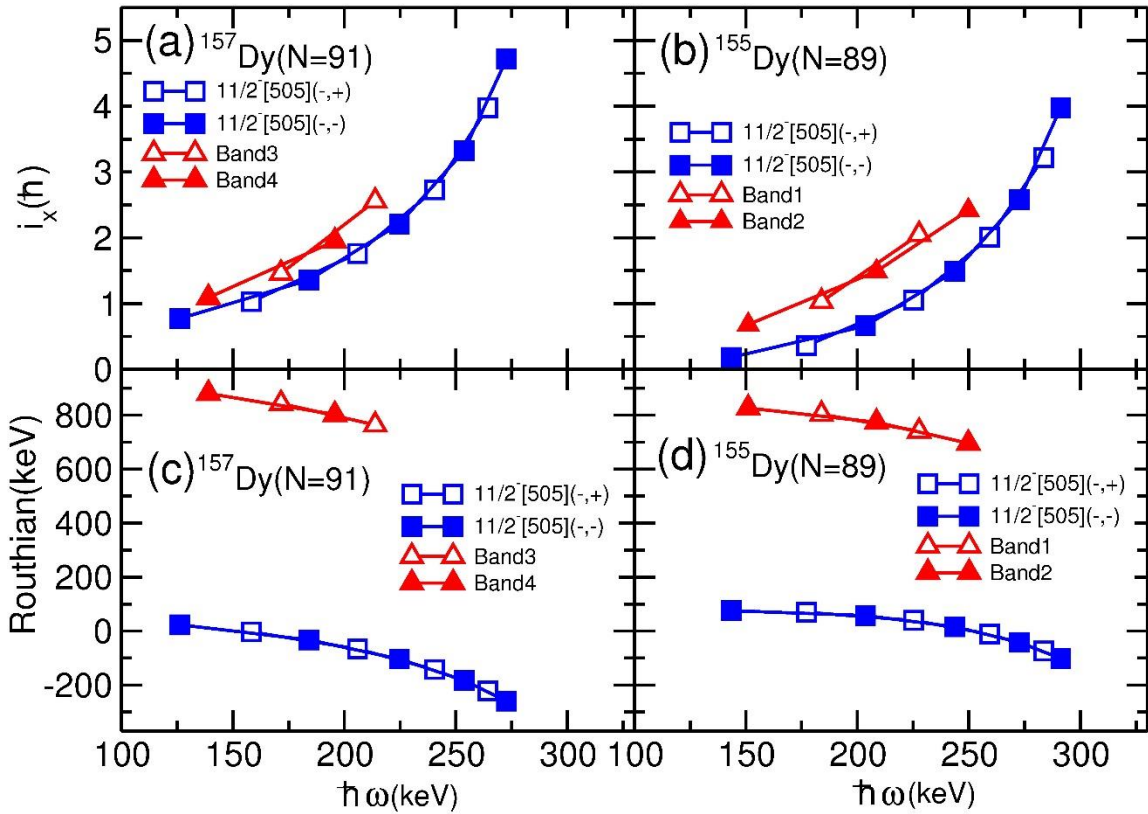 (a) ¹⁵⁷Dy(N=91)
11/2⁻[505](-,+)
11/2⁻[505](-,-)
Band3
Band4
5
4
3
2
1
0
iₓ(ħ)
(b) ¹⁵⁵Dy(N=89)
11/2⁻[505](-,+)
11/2⁻[505](-,-)
Band1
Band2
(c) ¹⁵⁷Dy(N=91)
11/2⁻[505](-,+)
11/2⁻[505](-,-)
Band3
Band4
800
600
400
200
0
-200
Routhian(keV)
(d) ¹⁵⁵Dy(N=89)
11/2⁻[505](-,+)
11/2⁻[505](-,-)
Band1
Band2
100 150 200 250 300 100 150 200 250 300
ħω(keV) ħω(keV)